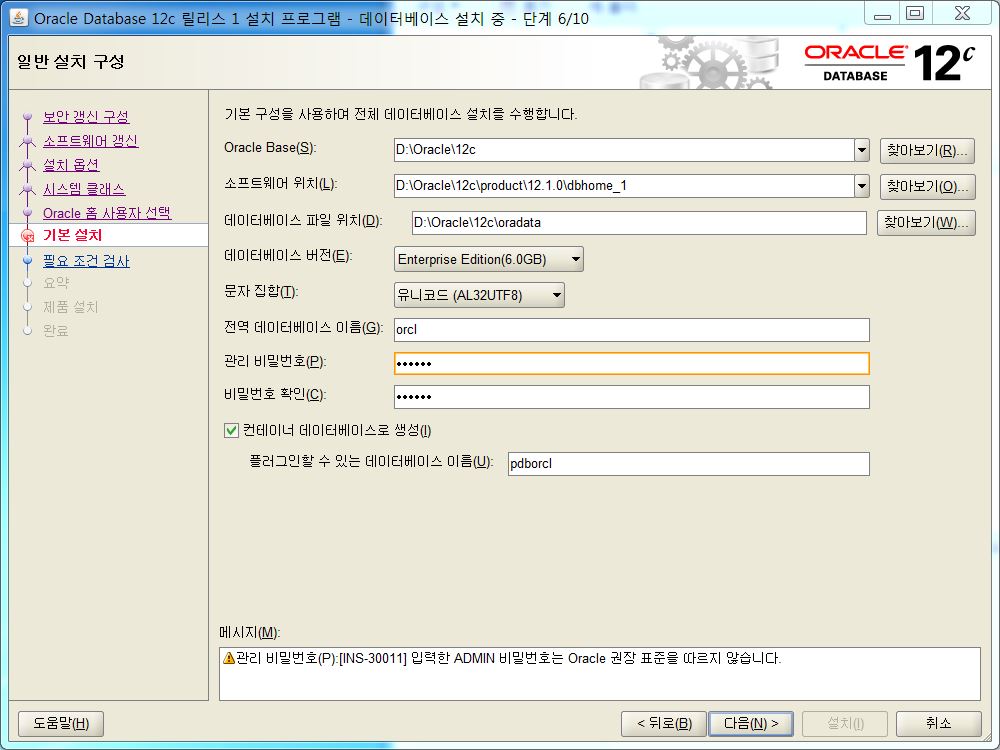 Oracle Database 12c 릴리스 1 설치 프로그램 - 데이터베이스 설치 중 - 단계 6/10
일반 설치 구성
ORACLE®
DATABASE
12c
보안 갱신 구성
소프트웨어 갱신
설치 옵션
시스템 클래스
Oracle 홈 사용자 선택
기본 설치
필요 조건 검사
요약
제품 설치
완료
기본 구성을 사용하며 전체 데이터베이스 설치를 수행합니다.
Oracle Base(S): D:\Oracle\12c 찾아보기(R)...
소프트웨어 위치(L): D:\Oracle\12c\product\12.1.0\dbhome_1 찾아보기(O)...
데이터베이스 파일 위치(D): D:\Oracle\12c\oradata 찾아보기(W)...
데이터베이스 버전(E): Enterprise Edition(6.0GB)
문자 집합(T): 유니코드 (AL32UTF8)
전역 데이터베이스 이름(G): orcl
관리 비밀번호(P): ••••••
비밀번호 확인(C): ••••••
컨테이너 데이터베이스로 생성(I)
플러그인할 수 있는 데이터베이스 이름(U): pdborcl
메시지(M):
관리 비밀번호(P):[INS-30011] 입력한 ADMIN 비밀번호는 Oracle 권장 표준을 따르지 않습니다.
도움말(H) < 뒤로(B) 다음(N) > 설치(I) 취소